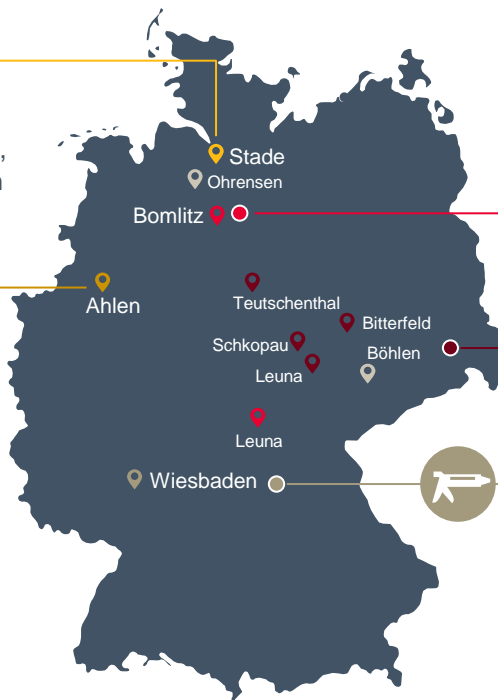 Stade
,
Ohrensen
Bomlitz
Ahlen
Teutschenthal
Bitterfeld
Schkopau
Böhlen
Leuna
Leuna
Wiesbaden